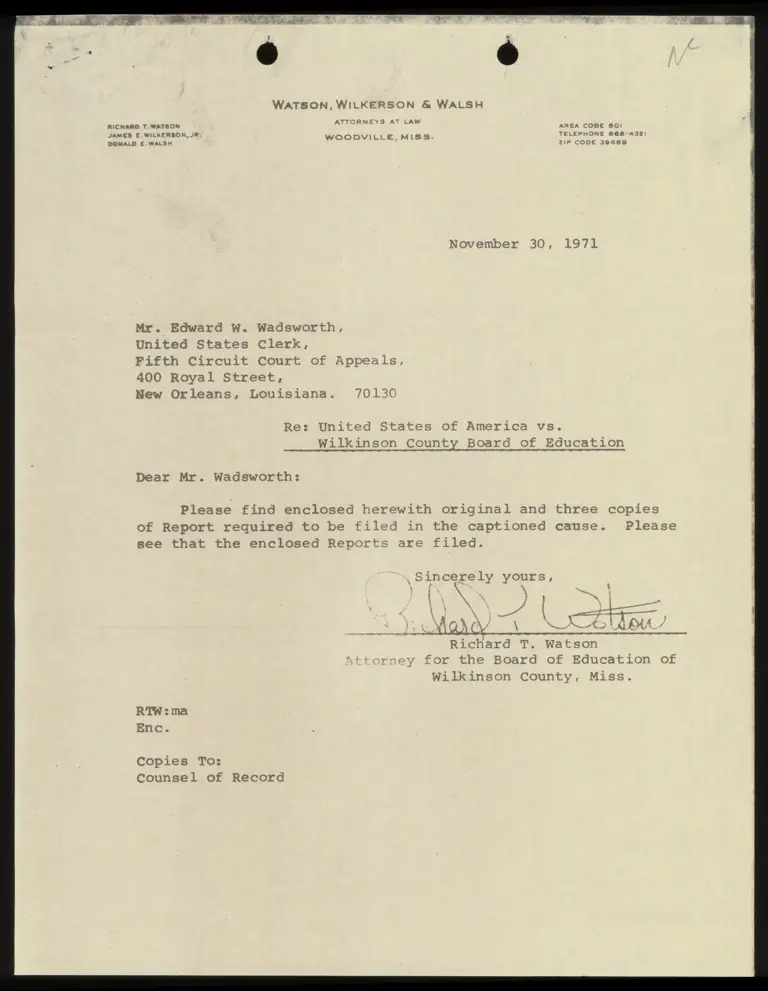 WATSON, WILKERSON & WALSH
ATTORNEYS AT LAW
WOODVILLE, MISS.
RICHARD T. WATSON
JAMES E. WILKERSON, JR.
DONALD E. WALSH
AREA CODE 601
TELEPHONE 888-4321
ZIP CODE 39669
November 30, 1971
Mr. Edward W. Wadsworth,
United States Clerk,
Fifth Circuit Court of Appeals,
400 Royal Street,
New Orleans, Louisiana. 70130
Re: United States of America vs.
Wilkinson County Board of Education
Dear Mr. Wadsworth:
Please find enclosed herewith original and three copies
of Report required to be filed in the captioned cause. Please
see that the enclosed Reports are filed.
Sincerely yours,
Richard T. Watson
Richard T. Watson
Attorney for the Board of Education of
Wilkinson County, Miss.
RTW:ma
Enc.
Copies To:
Counsel of Record